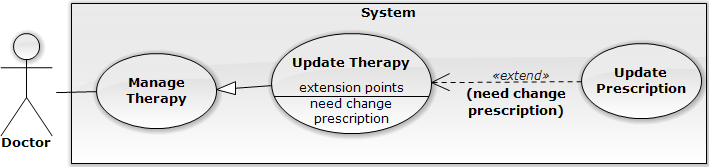 System
Doctor
Manage
Therapy
Update Therapy
extension points
need change
prescription
«extend»
(need change
prescription)
Update
Prescription